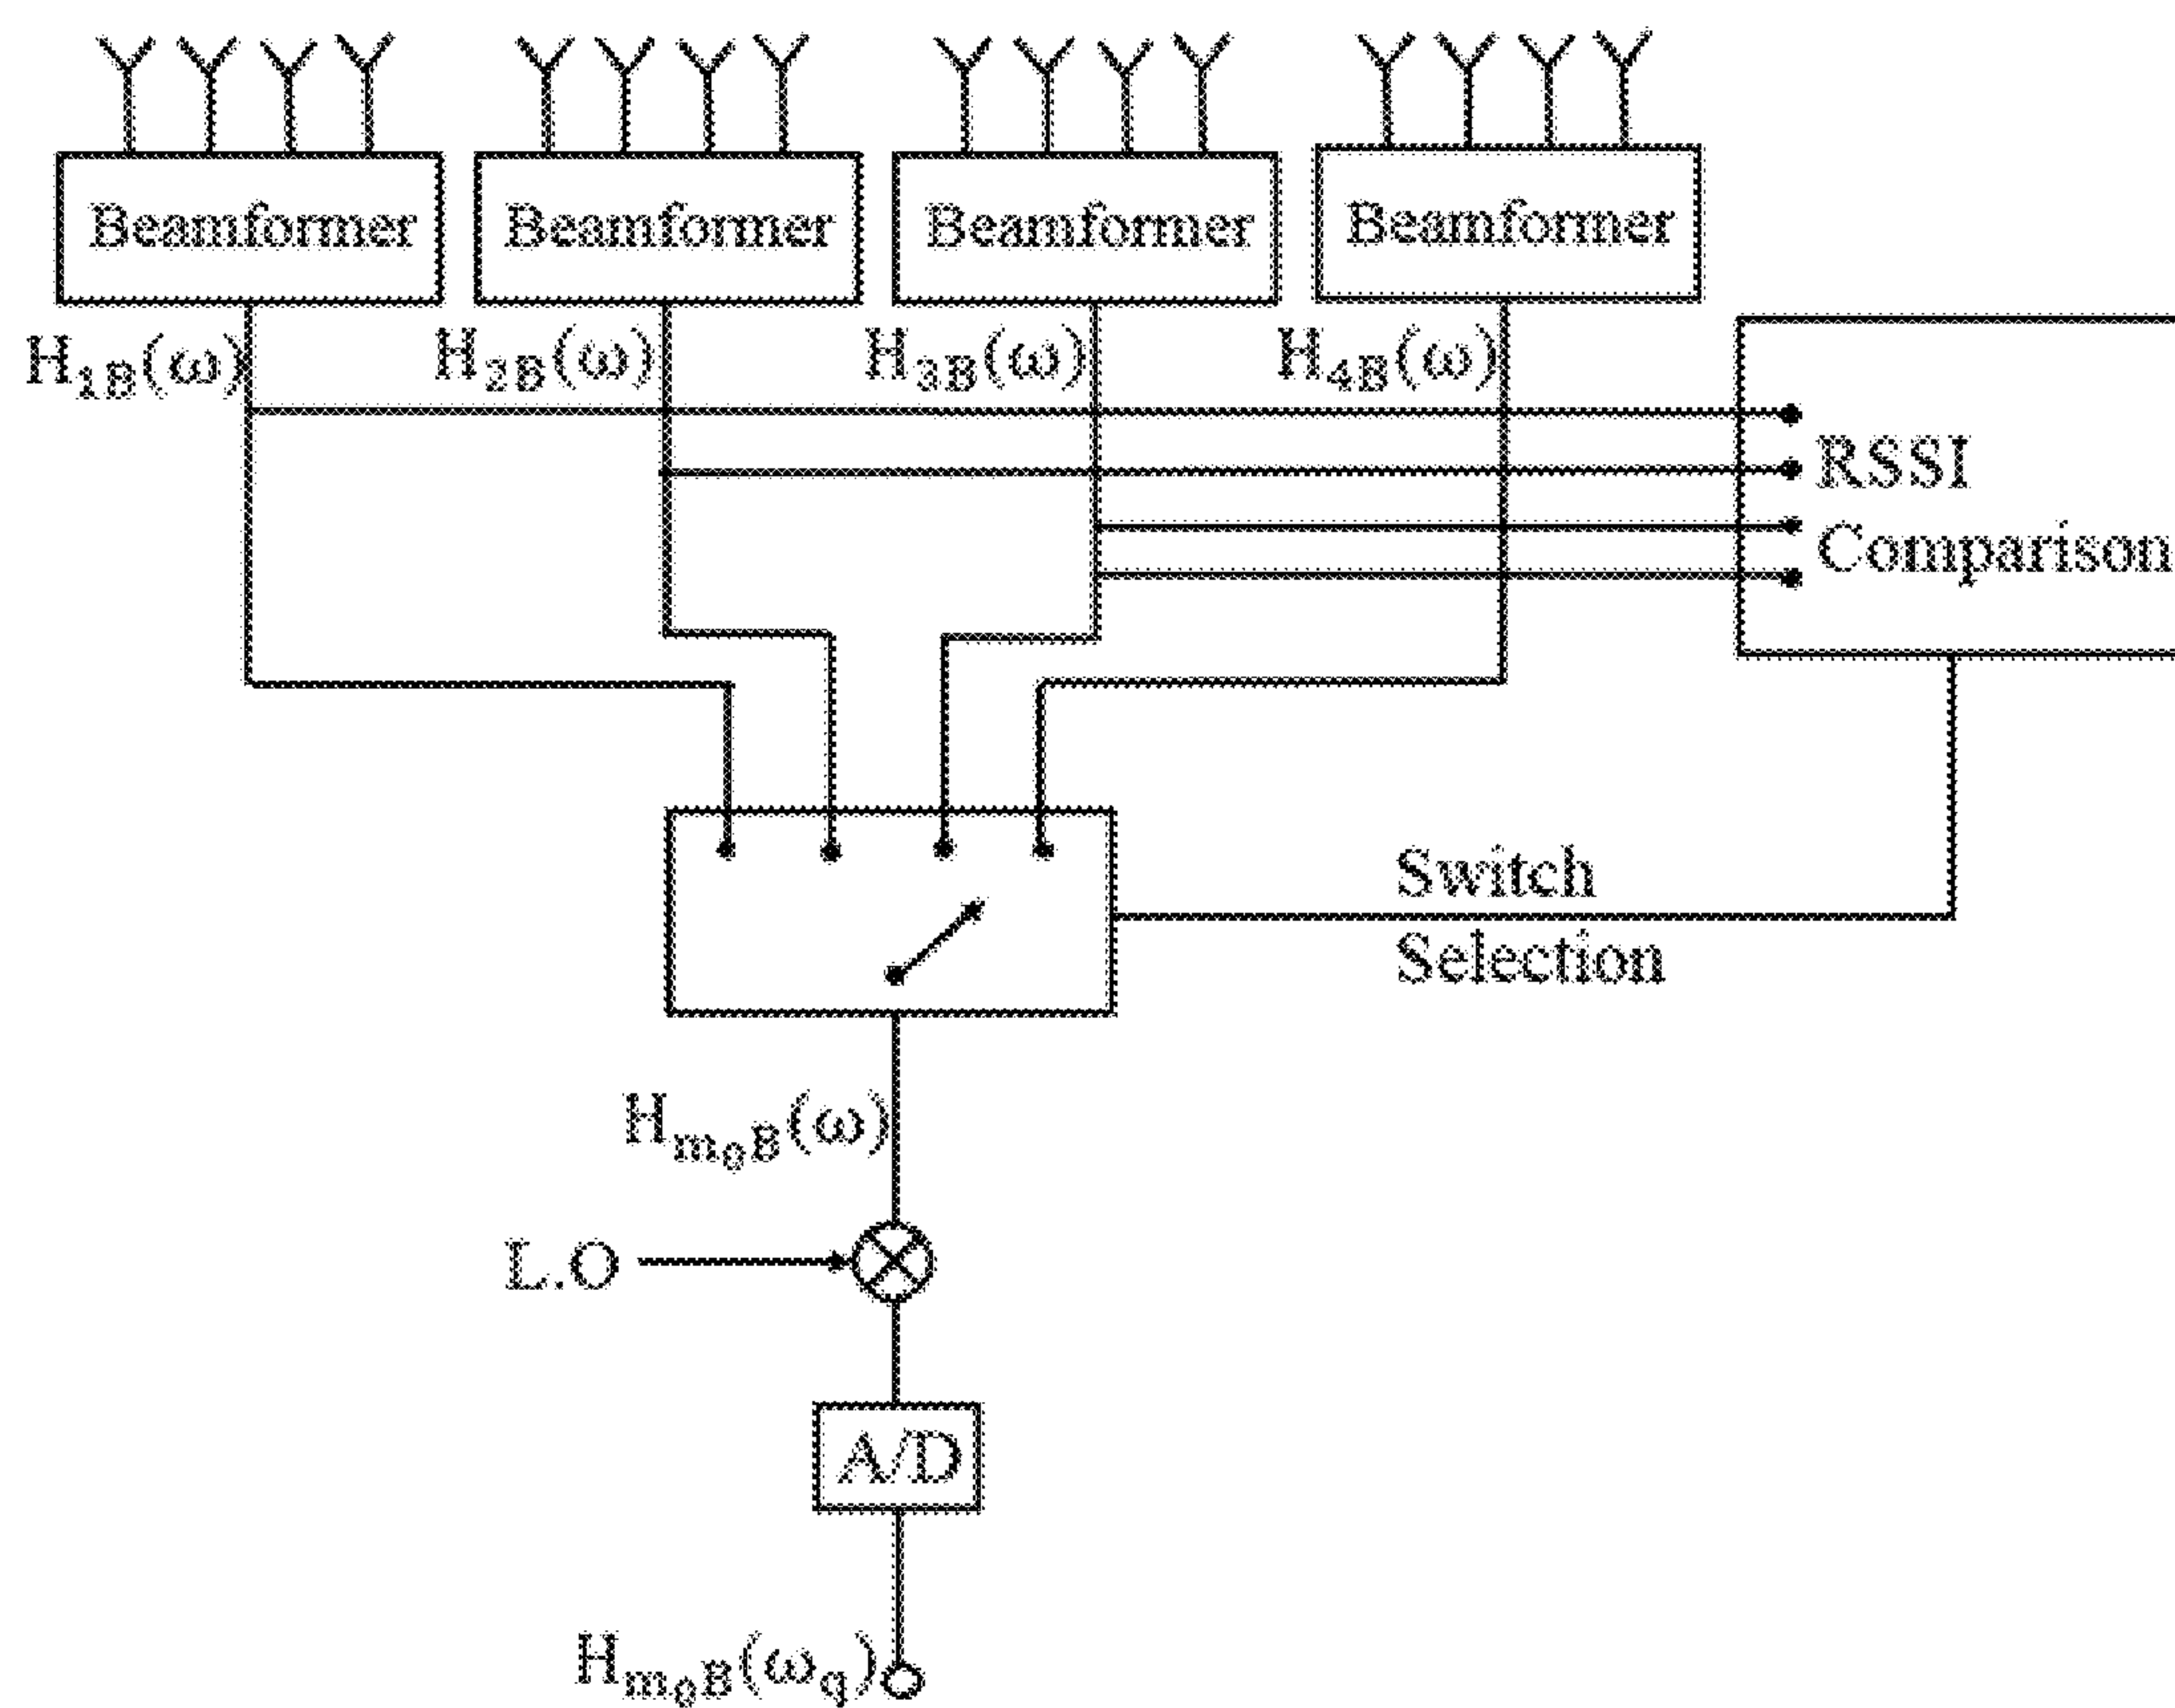 Beamformer Beamformer Beamformer Beamformer
H₁B(ω) H₂B(ω) H₃B(ω) H₄B(ω)
RSSI
Comparison
Switch
Selection
Hm₀B(ω)
L.O
A/D
Hm₀B(ωq)